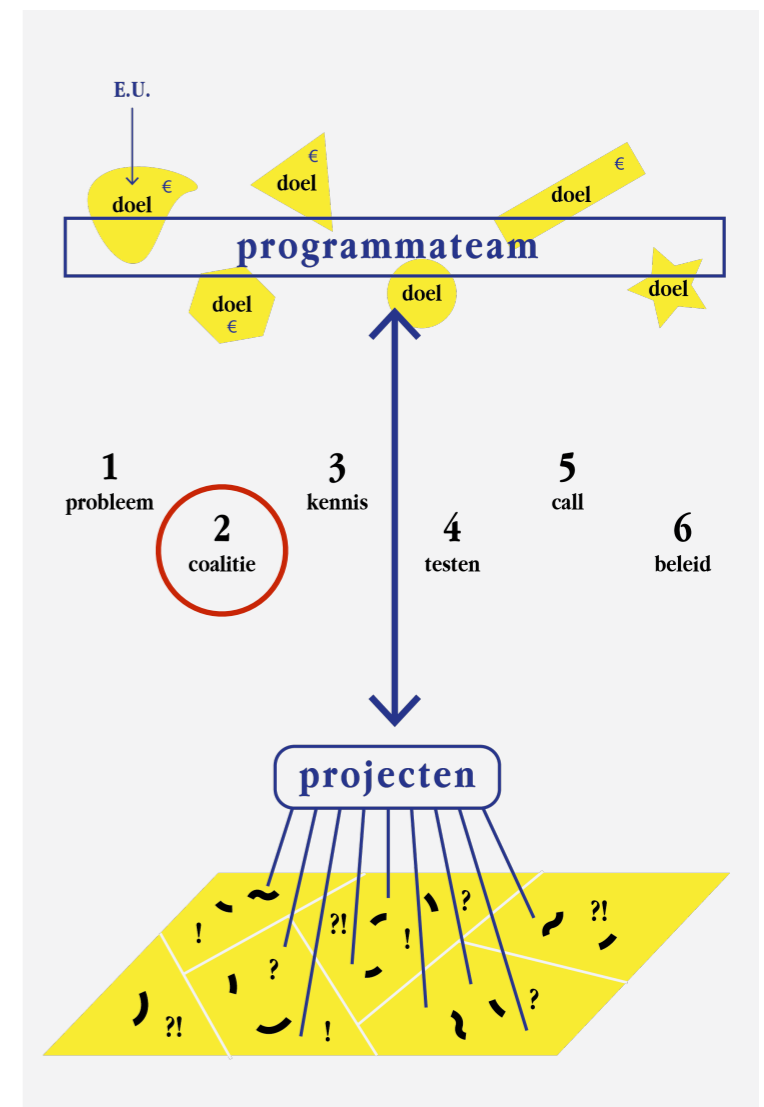 E.U.
€
doel
€
doel
€
doel
programmateam
doel
€
doel
doel
1
probleem
2
coalitie
3
kennis
4
testen
5
call
6
beleid
projecten
!
?!
!
?
?!
?
?!
!
?